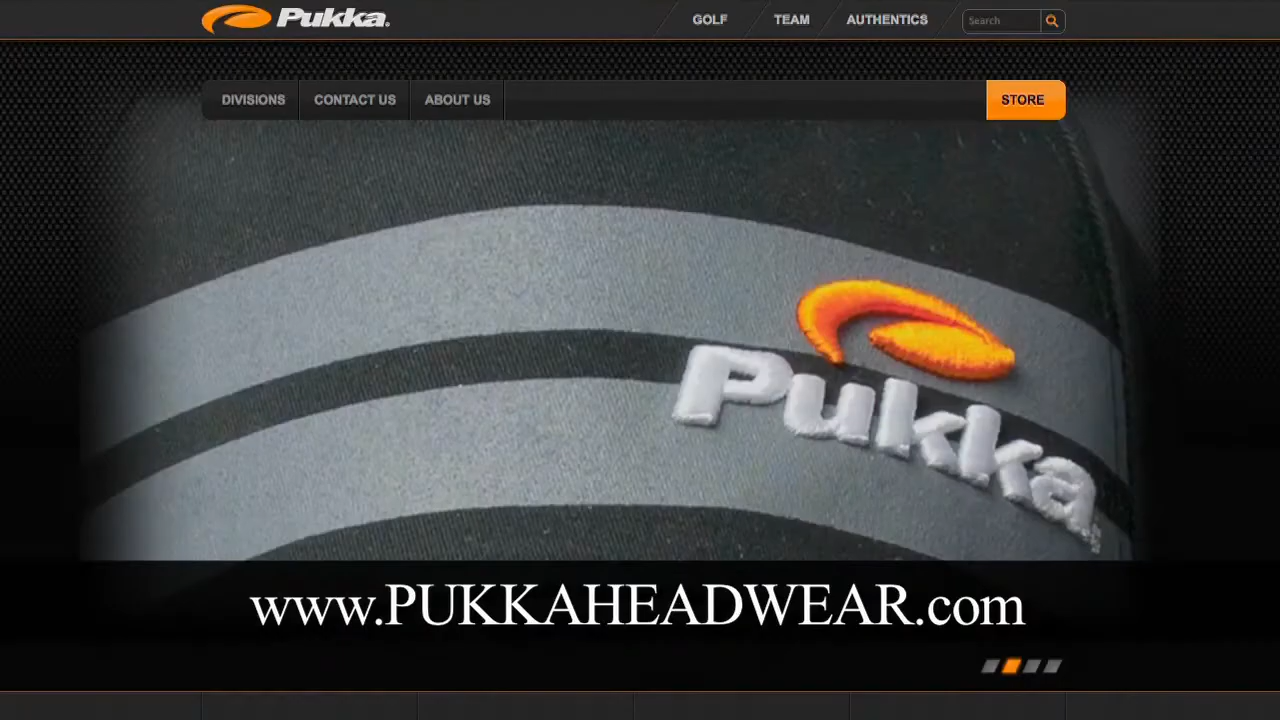 Pukka®
GOLF
TEAM
AUTHENTICS
Search
DIVISIONS
CONTACT US
ABOUT US
STORE
Pukka
www.PUKKAHEADWEAR.com